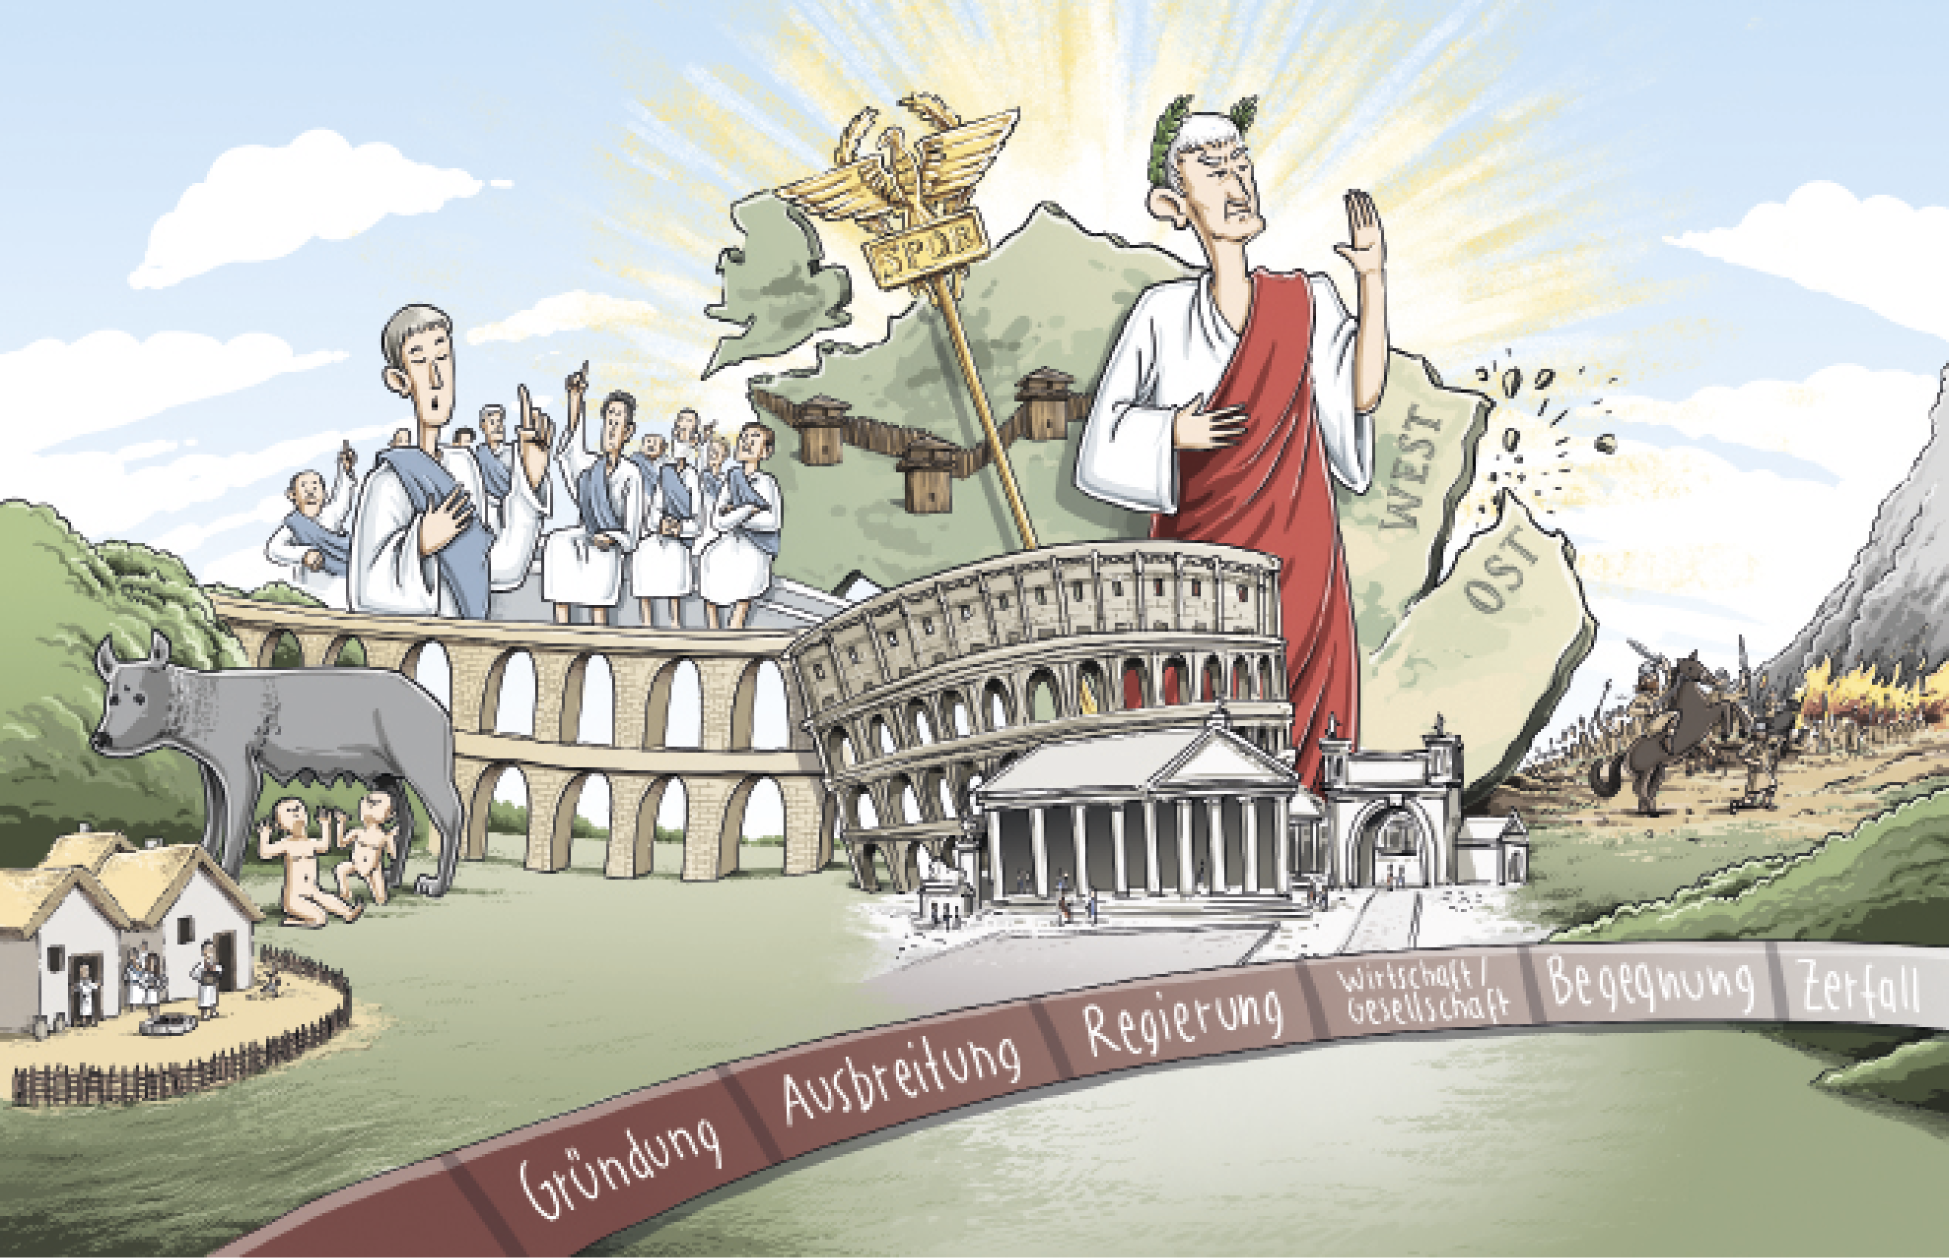 SPQR
WEST
OST
Gründung
Ausbreitung
Regierung
Wirtschaft/
Gesellschaft
Begegnung
Zerfall